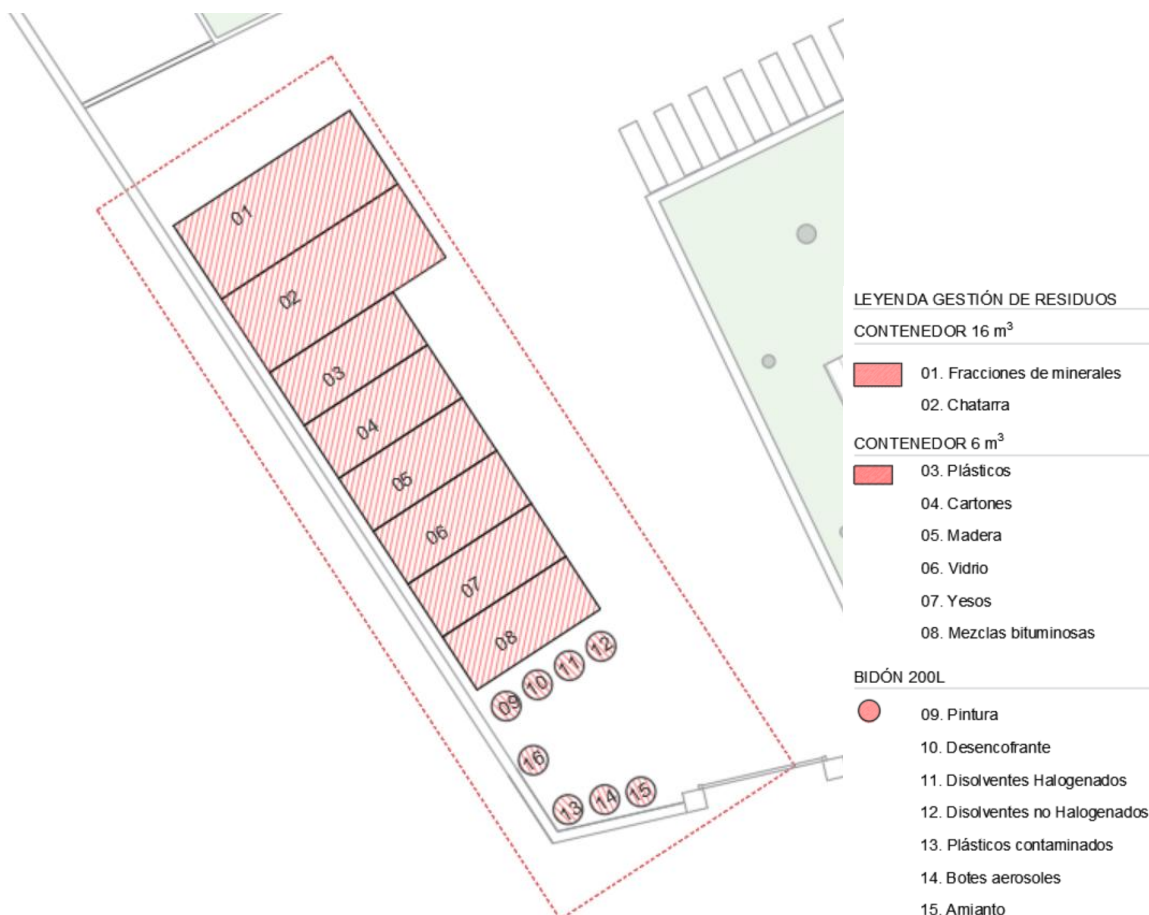 01
02
03
04
05
06
07
08
09
10
11
12
16
13
14
15
LEYENDA GESTIÓN DE RESIDUOS
CONTENEDOR 16 m³
01. Fracciones de minerales
02. Chatarra
CONTENEDOR 6 m³
03. Plásticos
04. Cartones
05. Madera
06. Vidrio
07. Yesos
08. Mezclas bituminosas
BIDÓN 200L
09. Pintura
10. Desencofrante
11. Disolventes Halogenados
12. Disolventes no Halogenados
13. Plásticos contaminados
14. Botes aerosoles
15. Amianto